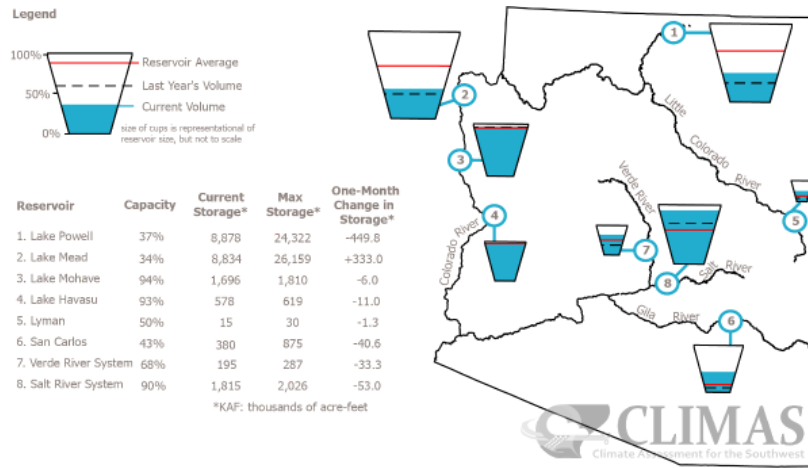 Legend
100%
50%
0%
Reservoir Average
Last Year's Volume
Current Volume
size of cups is representational of
reservoir size, but not to scale
Reservoir Capacity Current Storage* Max Storage* One-Month Change in Storage*
1. Lake Powell 37% 8,878 24,322 -449.8
2. Lake Mead 34% 8,834 26,159 +333.0
3. Lake Mohave 94% 1,696 1,810 -6.0
4. Lake Havasu 93% 578 619 -11.0
5. Lyman 50% 15 30 -1.3
6. San Carlos 43% 380 875 -40.6
7. Verde River System 68% 195 287 -33.3
8. Salt River System 90% 1,815 2,026 -53.0
*KAF: thousands of acre-feet
1
2
3
4
5
6
7
8
Little
Colorado
River
Verde River
Colorado River
Salt River
Gila River
CLIMAS
Climate Assessment for the Southwest